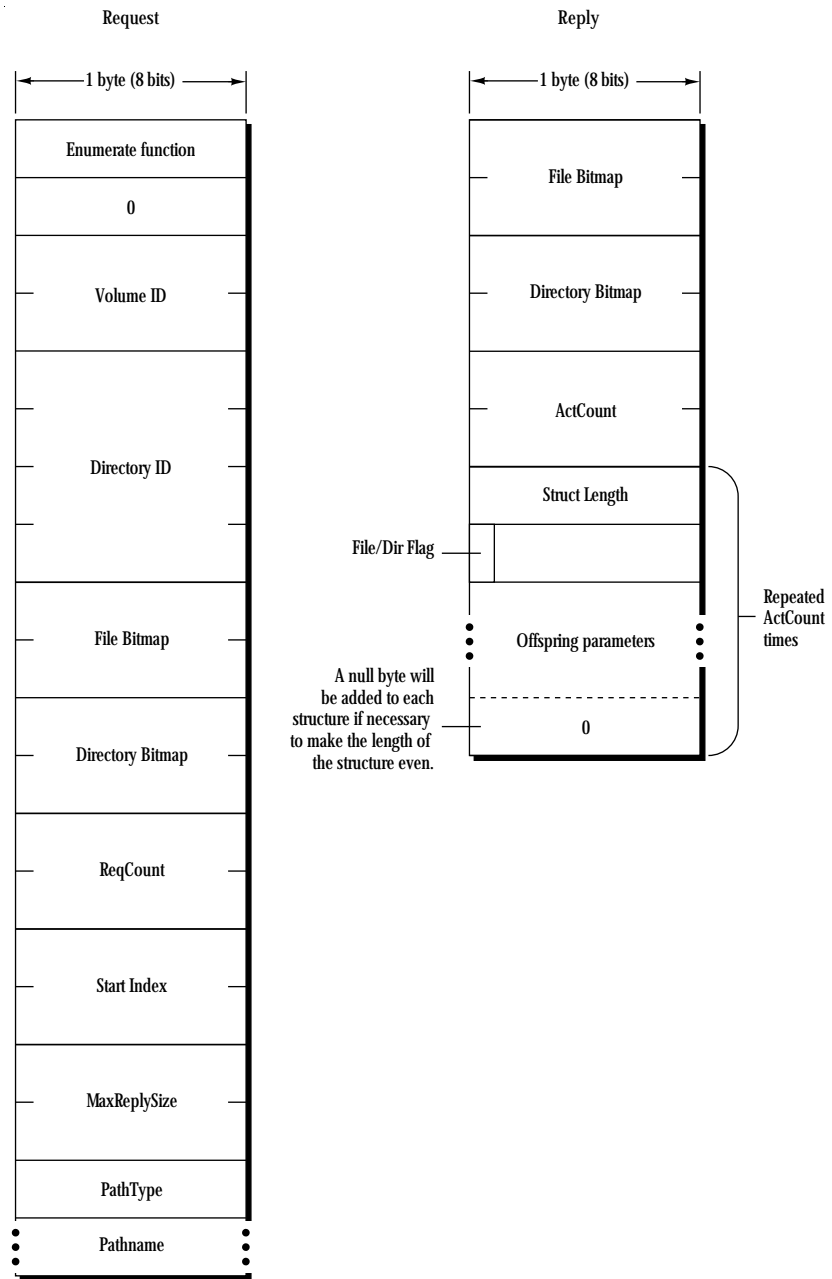 Request
1 byte (8 bits)
Enumerate function
0
Volume ID
Directory ID
File Bitmap
Directory Bitmap
ReqCount
Start Index
MaxReplySize
PathType
Pathname
Reply
1 byte (8 bits)
File Bitmap
Directory Bitmap
ActCount
Struct Length
File/Dir Flag
Offspring parameters
A null byte will
be added to each
structure if necessary
to make the length of
the structure even.
0
Repeated
ActCount
times